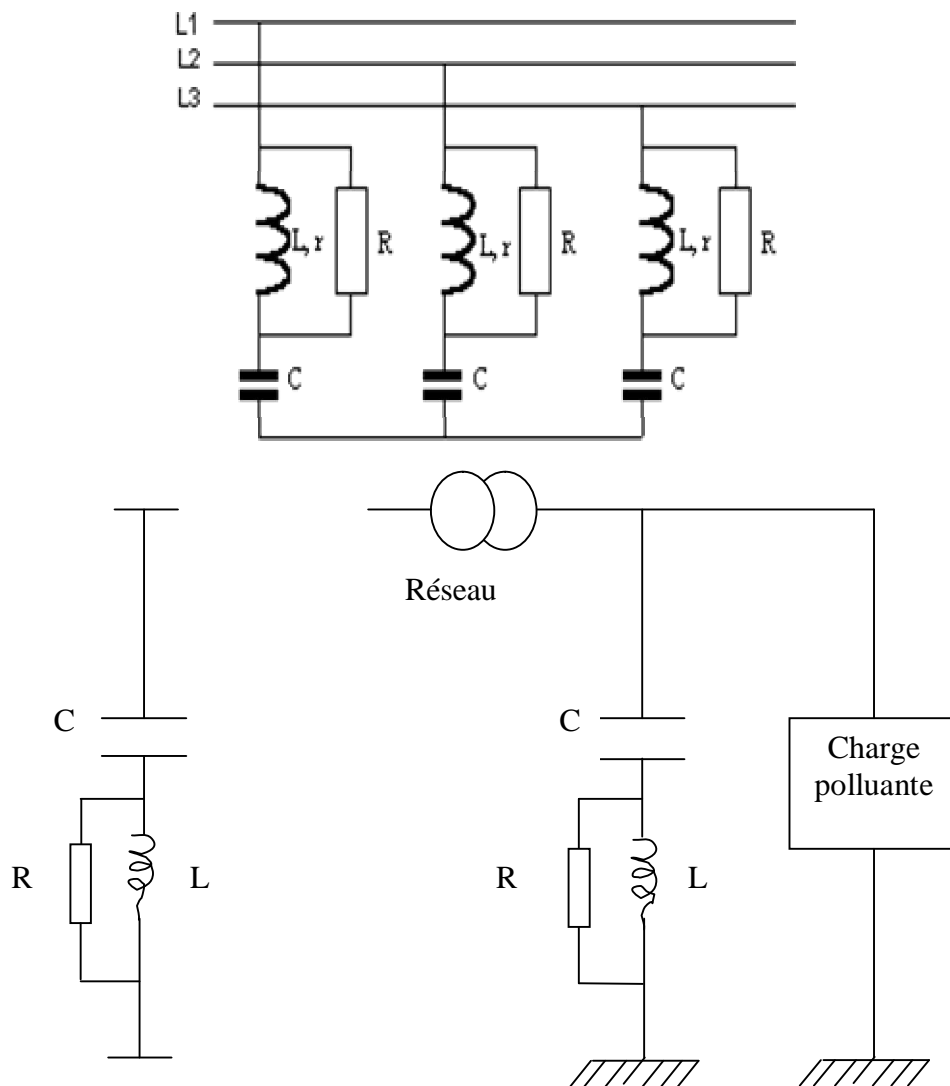 L1
L2
L3
L, r R L, r R L, r R
C C C
Réseau
C C Charge
polluante
R L R L